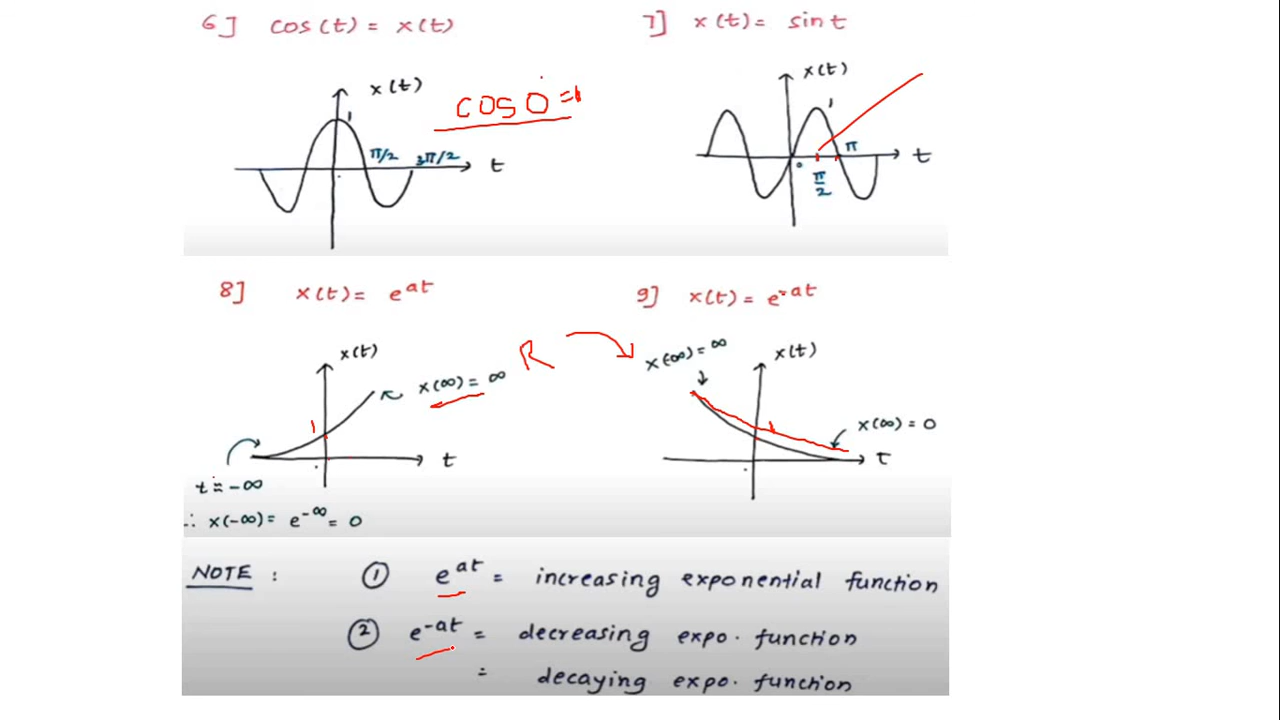 6] cos(t) = x(t)
7] x(t) = sin t
x(t)
1
cos 0 = 1
π/2
3π/2
t
x(t)
1
π
0
π/2
t
8] x(t) = e^at
9] x(t) = e^-at
x(t)
1
x(∞) = ∞
R
t
t = -∞
∴ x(-∞) = e^-∞ = 0
x(-∞) = ∞
x(t)
1
x(∞) = 0
t
NOTE :
① e^at = increasing exponential function
② e^-at = decreasing expo. function
= decaying expo. function